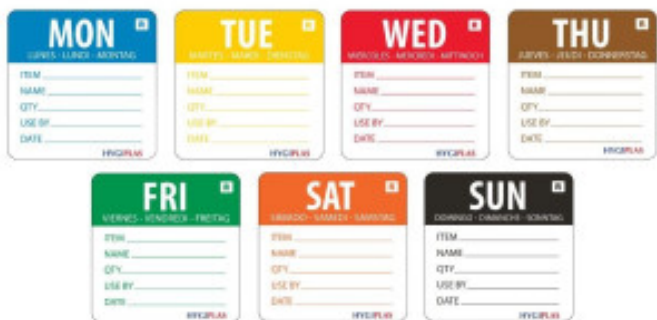 MON
LUNES - LUNDI - MONTAG
ITEM
NAME
QTY
USE BY
DATE
HYGIPLAS
TUE
MARTES - MARDI - DIENSTAG
ITEM
NAME
QTY
USE BY
DATE
HYGIPLAS
WED
MIERCOLES - MERCREDI - MITTWOCH
ITEM
NAME
QTY
USE BY
DATE
HYGIPLAS
THU
JUEVES - JEUDI - DONNERSTAG
ITEM
NAME
QTY
USE BY
DATE
HYGIPLAS
FRI
VIERNES - VENDREDI - FREITAG
ITEM
NAME
QTY
USE BY
DATE
HYGIPLAS
SAT
SABADO - SAMEDI - SAMSTAG
ITEM
NAME
QTY
USE BY
DATE
HYGIPLAS
SUN
DOMINGO - DIMANCHE - SONNTAG
ITEM
NAME
QTY
USE BY
DATE
HYGIPLAS